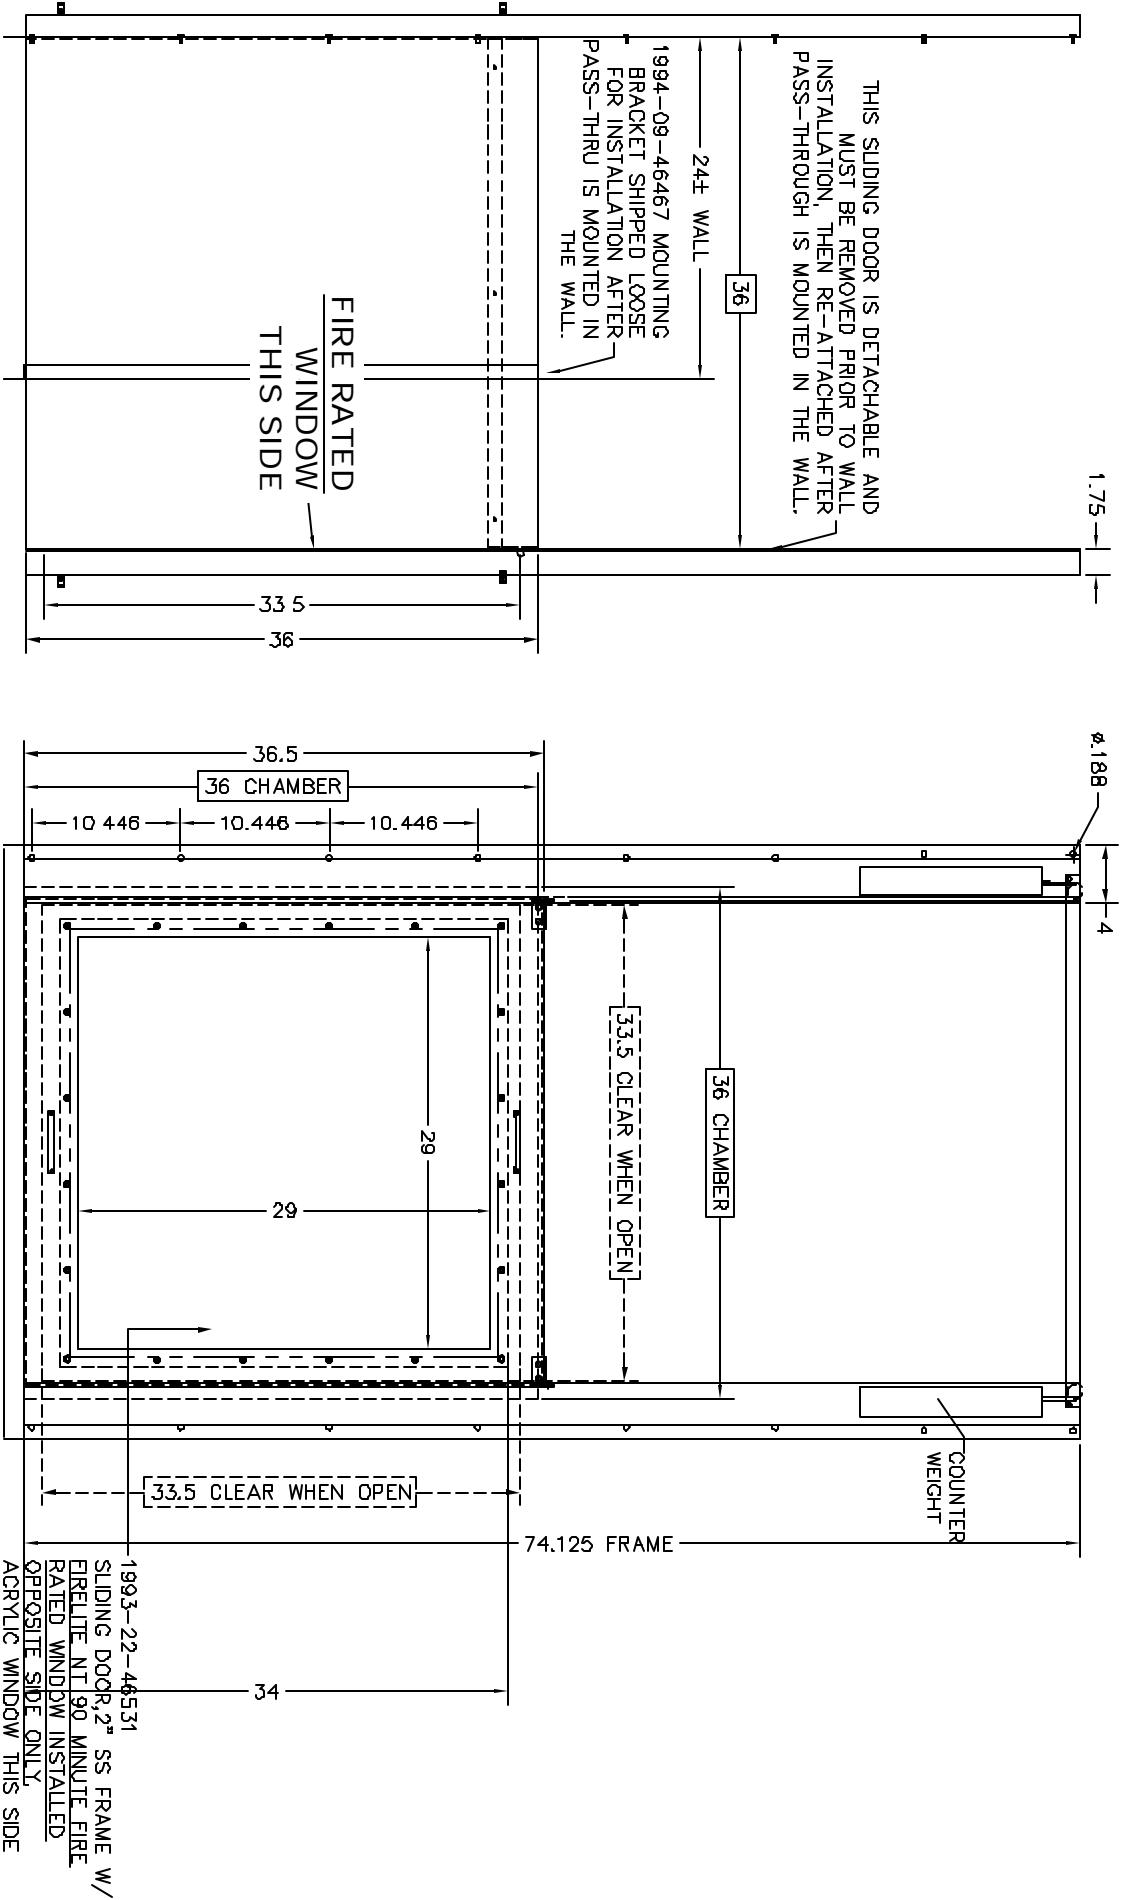 THIS SLIDING DOOR IS DETACHABLE AND
MUST BE REMOVED PRIOR TO WALL
INSTALLATION, THEN RE-ATTACHED AFTER
PASS-THROUGH IS MOUNTED IN THE WALL.
1.75
36
24± WALL
1994-09-46467 MOUNTING
BRACKET SHIPPED LOOSE
FOR INSTALLATION AFTER
PASS-THRU IS MOUNTED IN
THE WALL.
FIRE RATED
WINDOW
THIS SIDE
33.5
36
36.5
36 CHAMBER
10.446
10.446
10.446
ø.188
4
36 CHAMBER
33.5 CLEAR WHEN OPEN
29
29
COUNTER
WEIGHT
33.5 CLEAR WHEN OPEN
74.125 FRAME
34
1993-22-46531
SLIDING DOOR,2" SS FRAME W/
FIRELITE NT 90 MINUTE FIRE
RATED WINDOW INSTALLED
OPPOSITE SIDE ONLY.
ACRYLIC WINDOW THIS SIDE